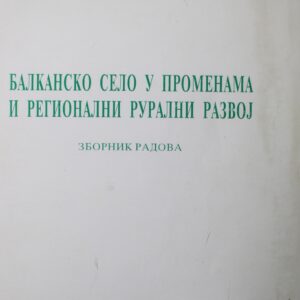 БАЛКАНСКО СЕЛО У ПРОМЕНАМА
И РЕГИОНАЛНИ РУРАЛНИ РАЗВОЈ
ЗБОРНИК РАДОВА